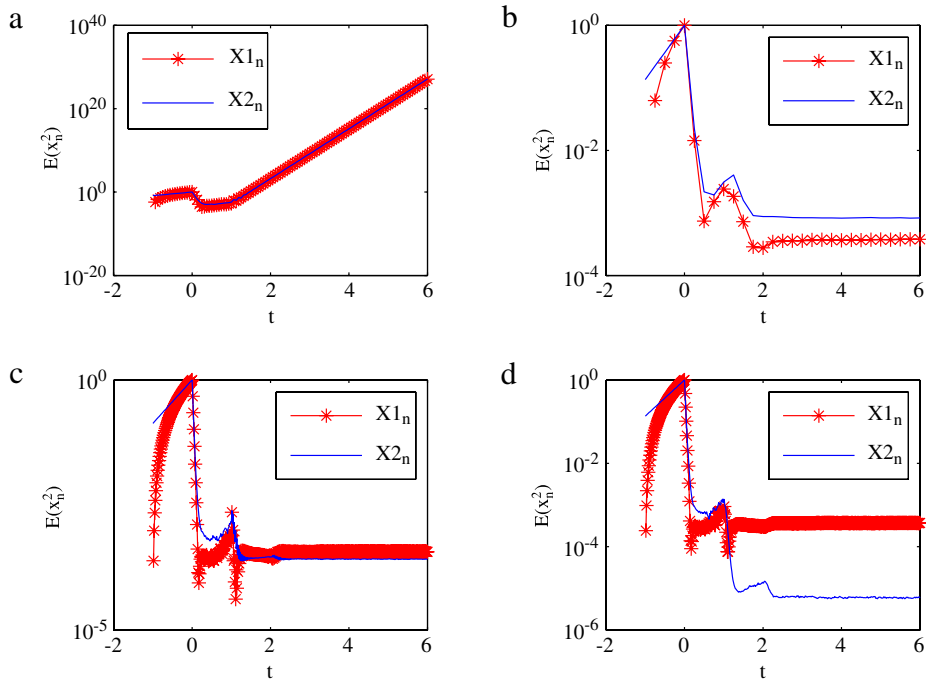 a
10^40
10^20
10^0
10^-20
E(x_n^2)
X1_n
X2_n
-2 0 2 4 6
t
b
10^0
10^-2
10^-4
E(x_n^2)
X1_n
X2_n
-2 0 2 4 6
t
c
10^0
10^-5
E(x_n^2)
X1_n
X2_n
-2 0 2 4 6
t
d
10^0
10^-2
10^-4
10^-6
E(x_n^2)
X1_n
X2_n
-2 0 2 4 6
t